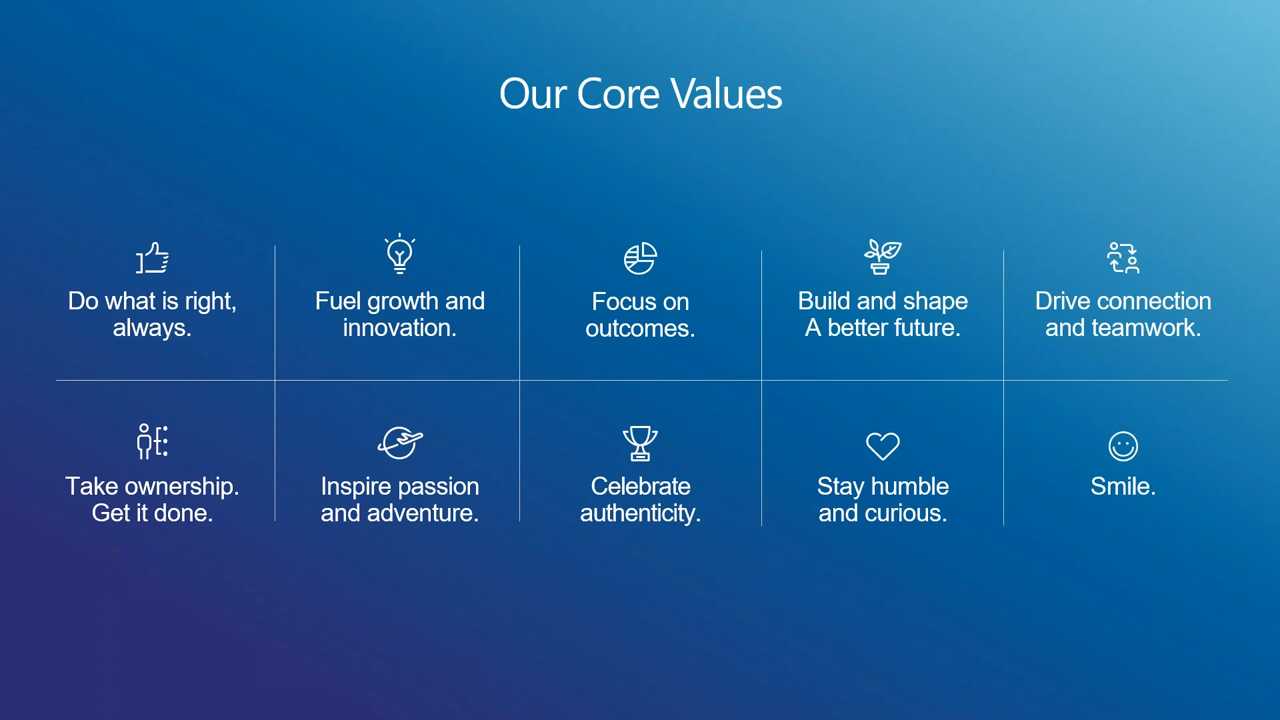 Our Core Values
Do what is right,
always.
Fuel growth and
innovation.
Focus on
outcomes.
Build and shape
A better future.
Drive connection
and teamwork.
Take ownership.
Get it done.
Inspire passion
and adventure.
Celebrate
authenticity.
Stay humble
and curious.
Smile.